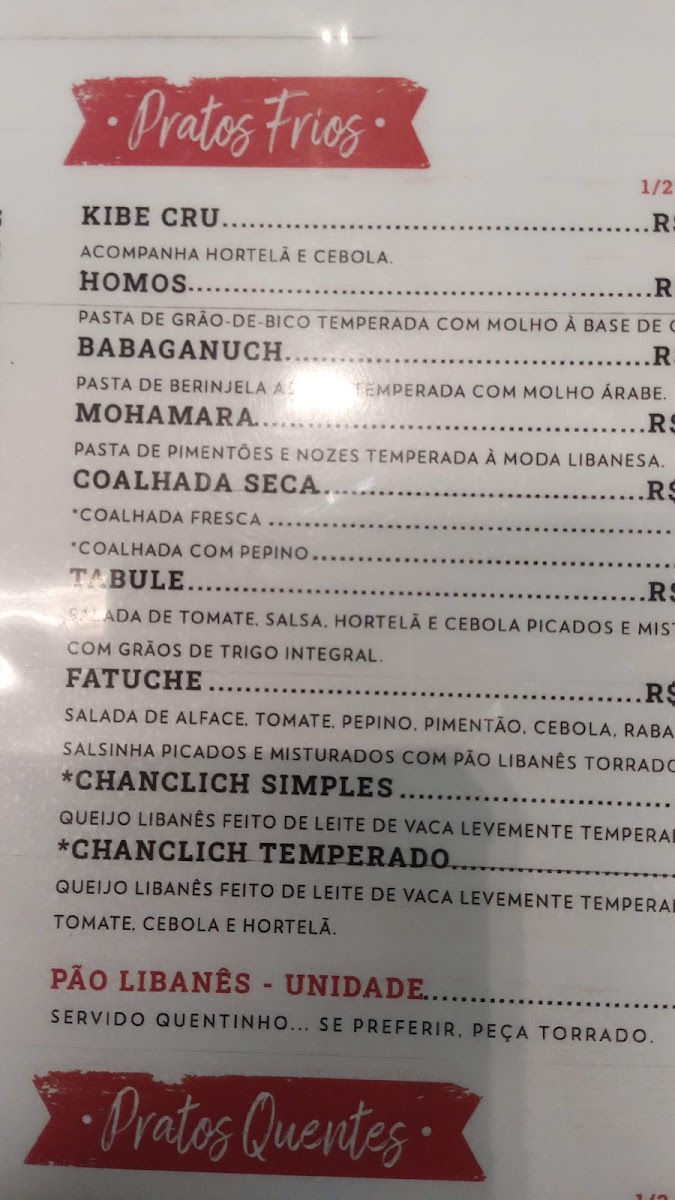 Pratos Frios
1/2
KIBE CRU
ACOMPANHA HORTELÃ E CEBOLA.
HOMOS
PASTA DE GRÃO-DE-BICO TEMPERADA COM MOLHO À BASE DE
BABAGANUCH
PASTA DE BERINJELA TEMPERADA COM MOLHO ÁRABE.
MOHAMARA R$
PASTA DE PIMENTÕES E NOZES TEMPERADA À MODA LIBANESA.
COALHADA SECA R$
*COALHADA FRESCA
*COALHADA COM PEPINO
TABULE R$
SALADA DE TOMATE, SALSA, HORTELÃ E CEBOLA PICADOS E
COM GRÃOS DE TRIGO INTEGRAL.
FATUCHE R$
SALADA DE ALFACE, TOMATE, PEPINO, PIMENTÃO, CEBOLA,
SALSINHA PICADOS E MISTURADOS COM PÃO LIBANÊS TORRADO
*CHANCLICH SIMPLES
QUEIJO LIBANÊS FEITO DE LEITE DE VACA LEVEMENTE
*CHANCLICH TEMPERADO
QUEIJO LIBANÊS FEITO DE LEITE DE VACA LEVEMENTE
TOMATE, CEBOLA E HORTELÃ.
PÃO LIBANÊS - UNIDADE
SERVIDO QUENTINHO... SE PREFERIR, PEÇA TORRADO.
Pratos Quentes